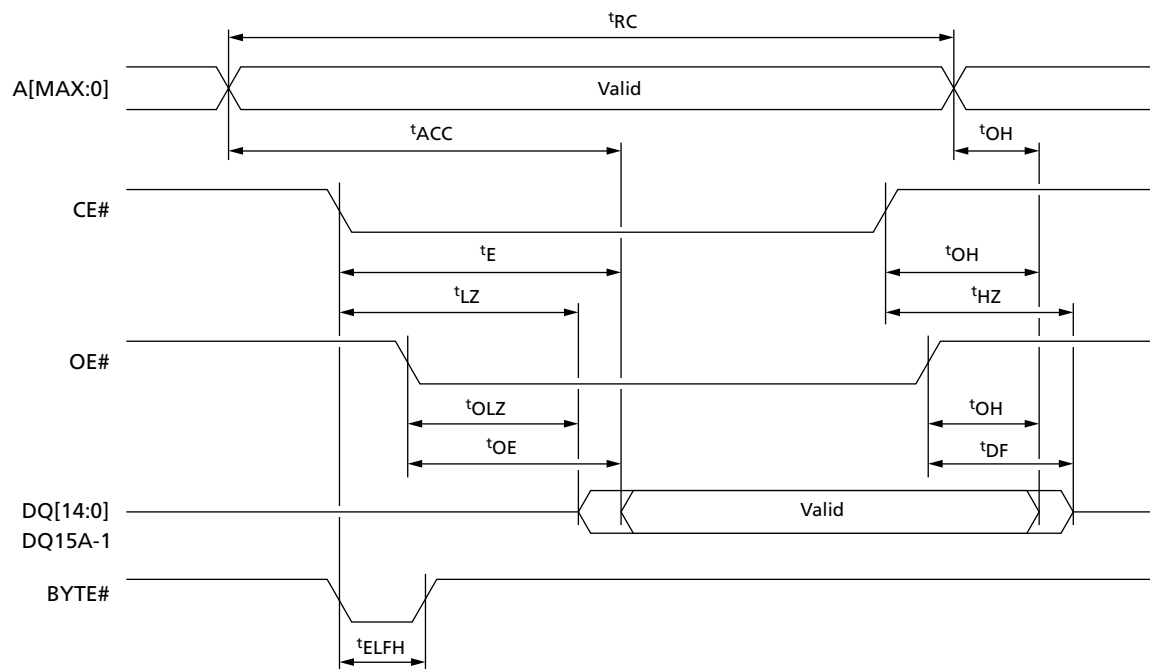 tRC
A[MAX:0]
Valid
tACC
tOH
CE#
tE
tOH
tLZ
tHZ
OE#
tOLZ
tOH
tOE
tDF
DQ[14:0]
Valid
DQ15A-1
BYTE#
tELFH